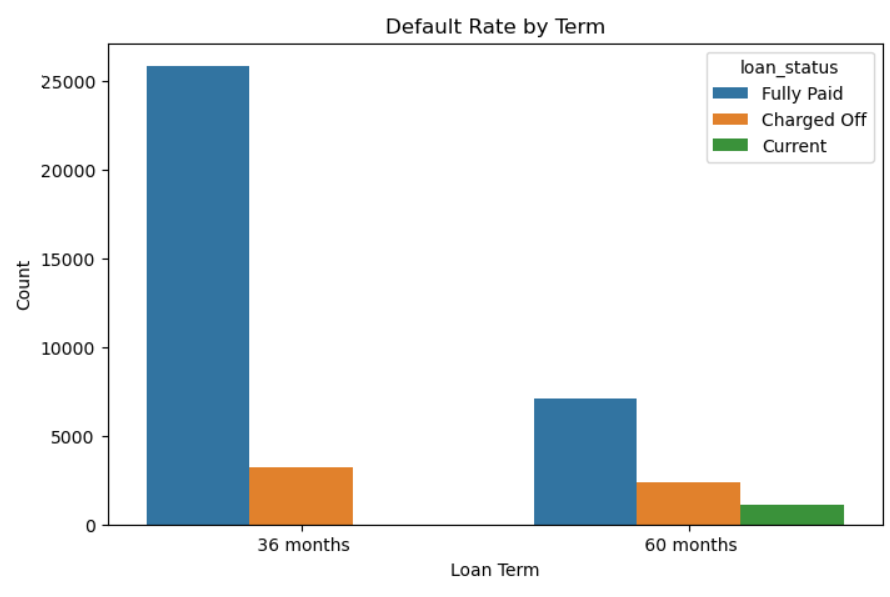 Default Rate by Term
loan_status
Fully Paid
Charged Off
Current
Count
25000
20000
15000
10000
5000
0
36 months
60 months
Loan Term